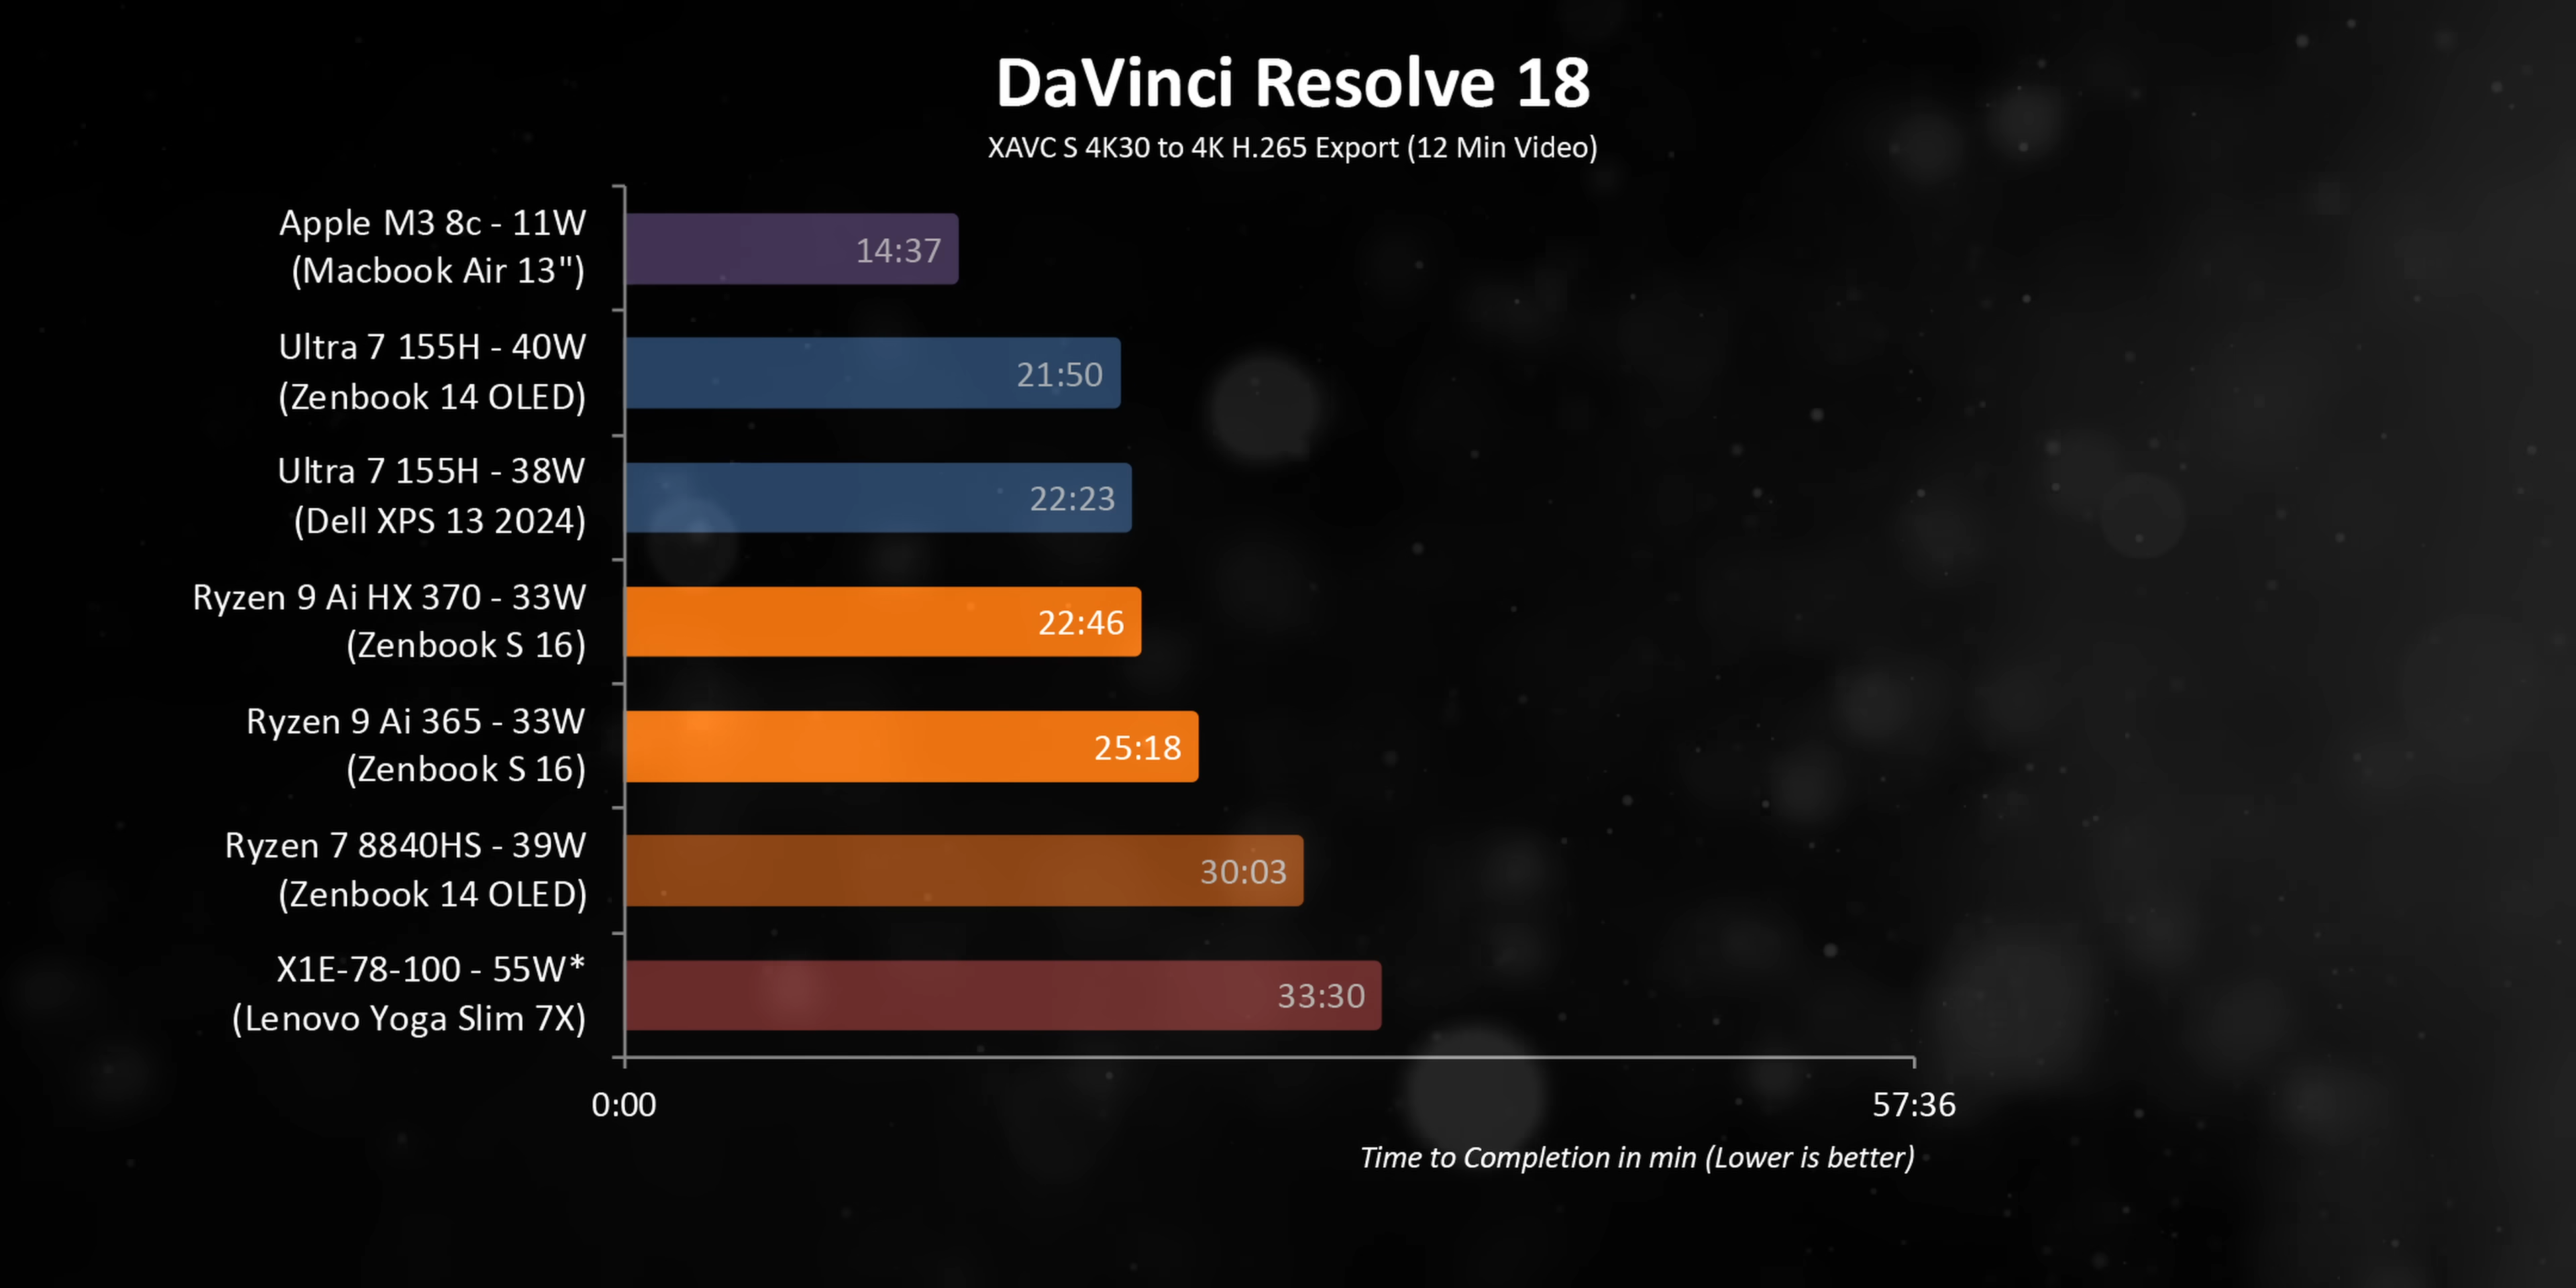 DaVinci Resolve 18
XAVC S 4K30 to 4K H.265 Export (12 Min Video)
Apple M3 8c - 11W
(Macbook Air 13")
14:37
Ultra 7 155H - 40W
(Zenbook 14 OLED)
21:50
Ultra 7 155H - 38W
(Dell XPS 13 2024)
22:23
Ryzen 9 Ai HX 370 - 33W
(Zenbook S 16)
22:46
Ryzen 9 Ai 365 - 33W
(Zenbook S 16)
25:18
Ryzen 7 8840HS - 39W
(Zenbook 14 OLED)
30:03
X1E-78-100 - 55W*
(Lenovo Yoga Slim 7X)
33:30
0:00
57:36
Time to Completion in min (Lower is better)